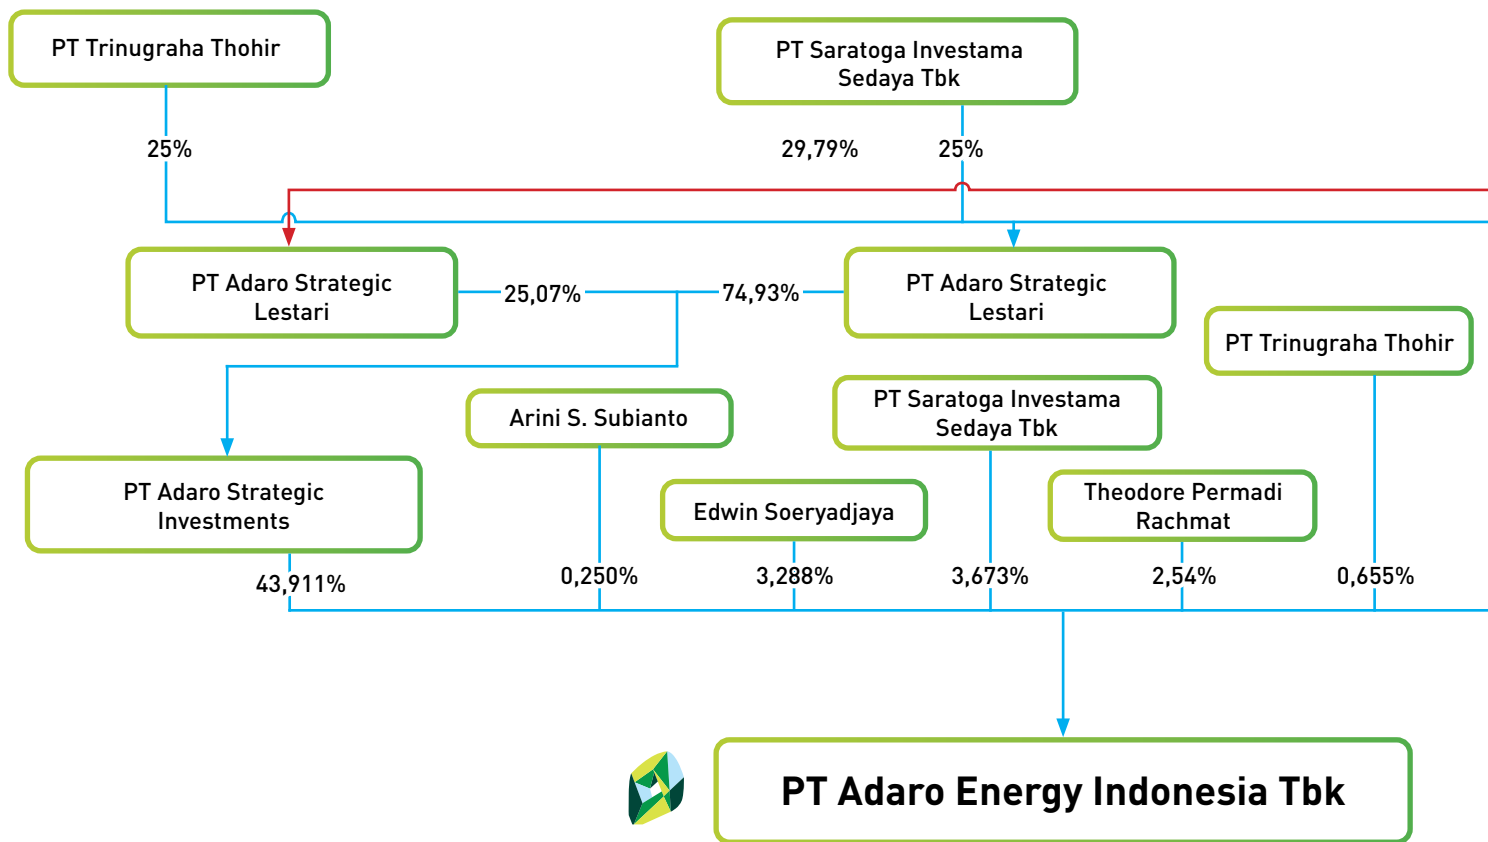 PT Trinugraha Thohir
PT Saratoga Investama
Sedaya Tbk
25%
29,79%
25%
PT Adaro Strategic
Lestari
25,07%
74,93%
PT Adaro Strategic
Lestari
PT Trinugraha Thohir
PT Saratoga Investama
Sedaya Tbk
Arini S. Subianto
PT Adaro Strategic
Investments
Edwin Soeryadjaya
Theodore Permadi
Rachmat
43,911%
0,250%
3,288%
3,673%
2,54%
0,655%
PT Adaro Energy Indonesia Tbk